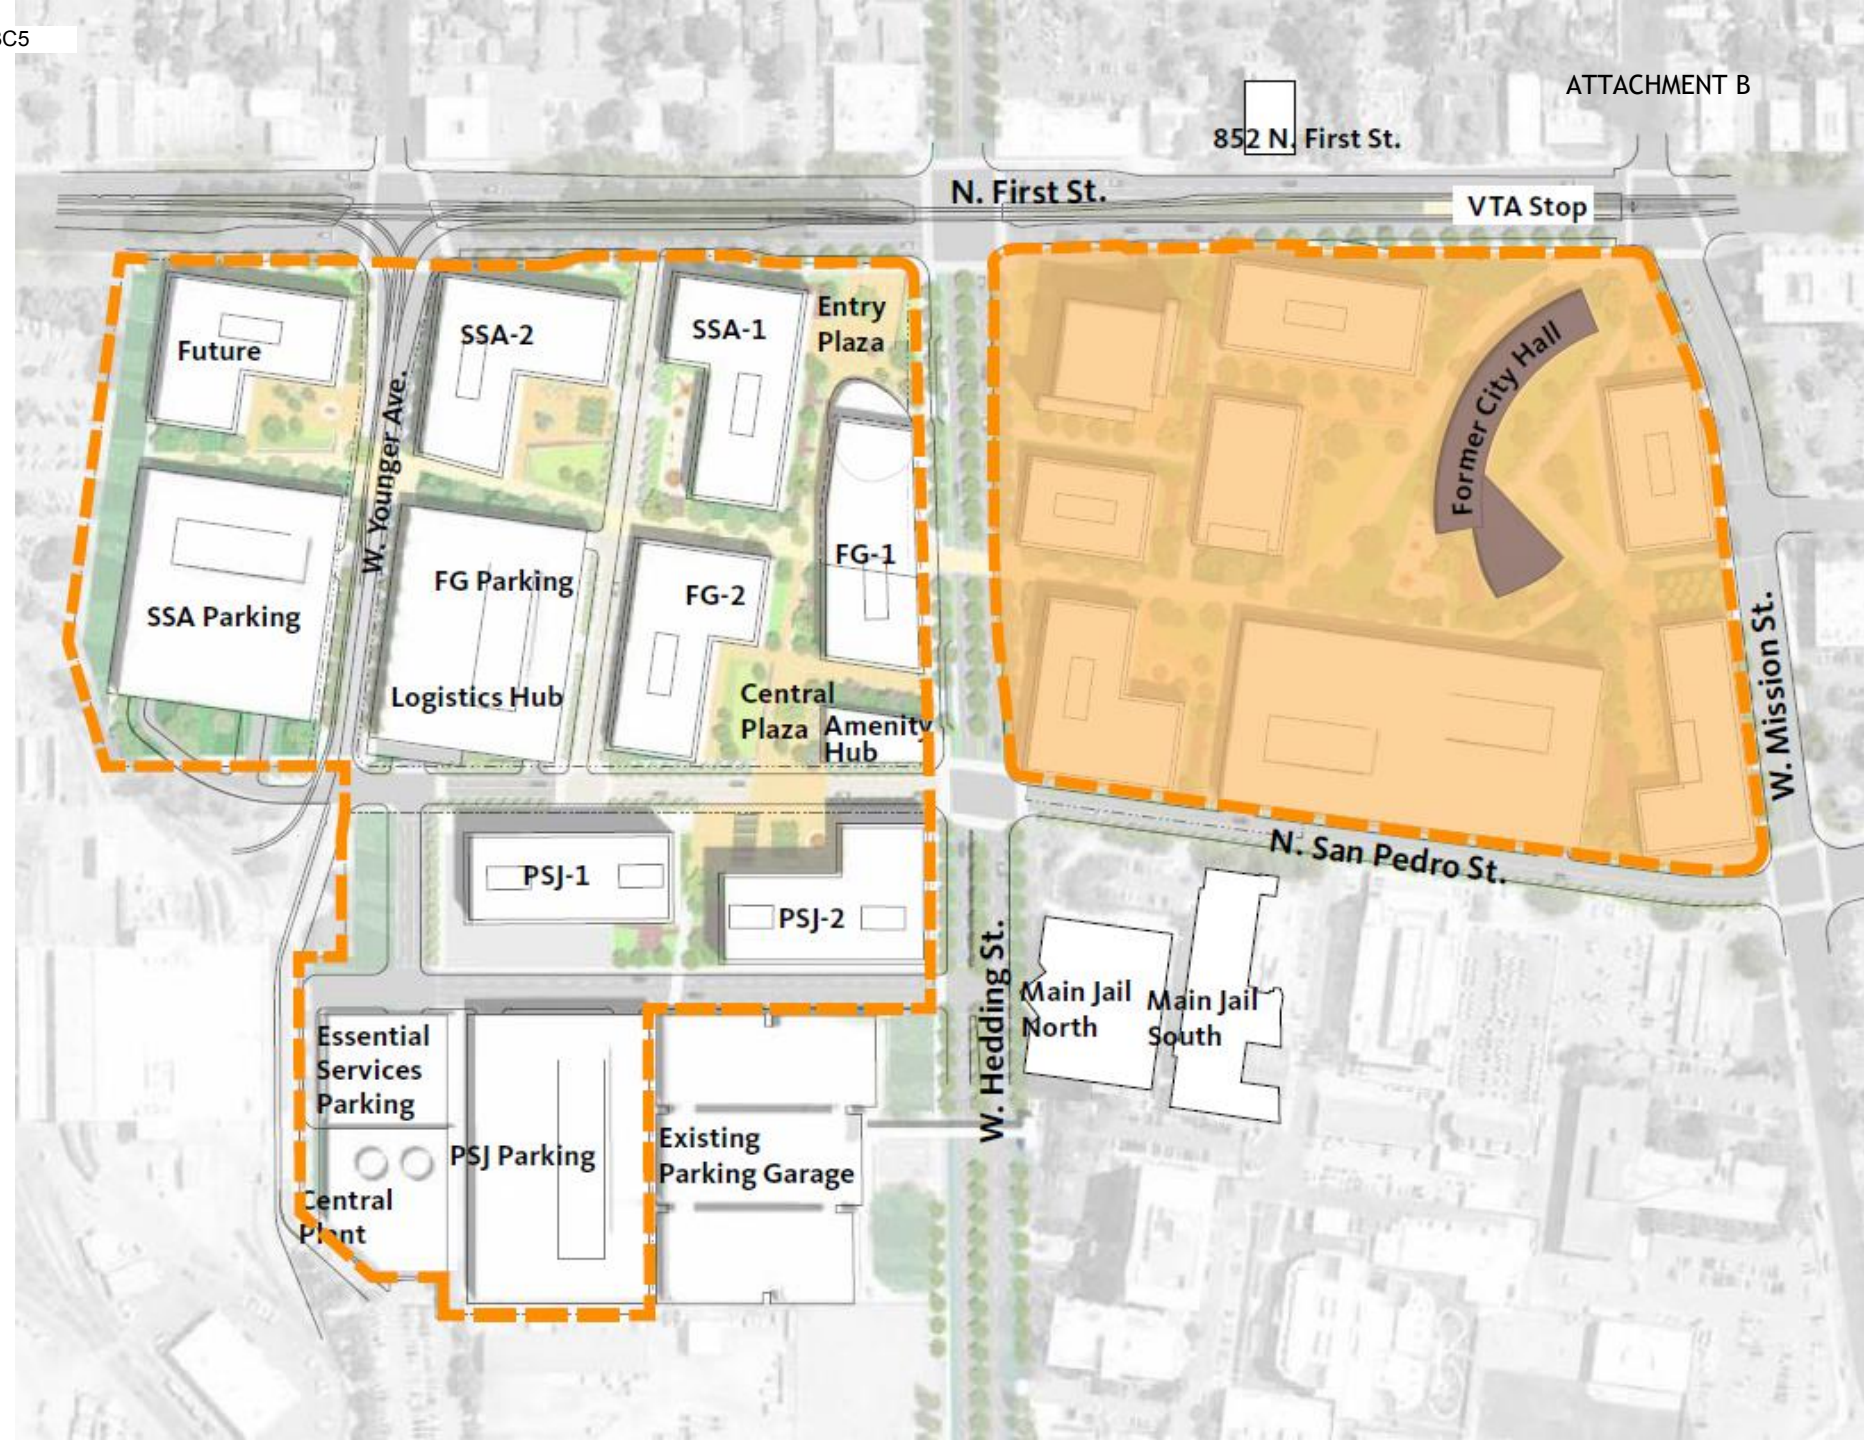 C5
ATTACHMENT B
852 N. First St.
N. First St.
VTA Stop
Entry
Plaza
Future
SSA-2
SSA-1
Former City Hall
W. Younger Ave.
FG-1
FG Parking
FG-2
SSA Parking
Logistics Hub
Central
Plaza
Amenity
Hub
W. Mission St.
N. San Pedro St.
PSJ-1
PSJ-2
W. Hedding St.
Main Jail
North
Main Jail
South
Essential
Services
Parking
PSJ Parking
Existing
Parking Garage
Central
Plant